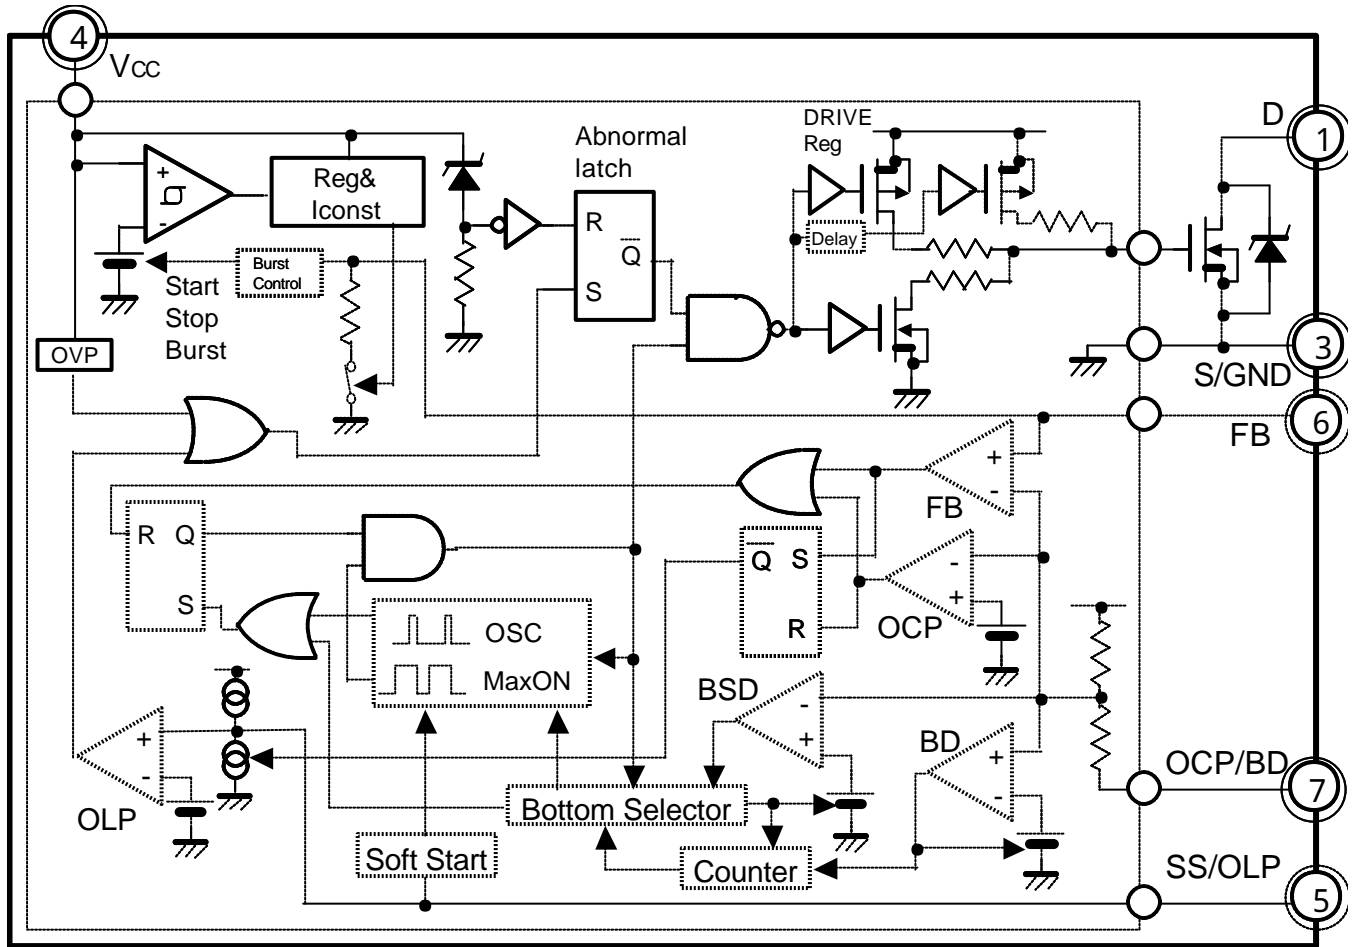 4
VCC
D
1
DRIVE
Reg
Abnormal
latch
+
-
Reg&
Iconst
R
Q
S
Delay
Burst
Control
Start
Stop
Burst
OVP
3
S/GND
6
FB
+
-
FB
R
Q
S
Q
S
R
-
+
OCP
OSC
MaxON
BSD
-
+
BD
+
-
OCP/BD
7
+
-
OLP
Bottom Selector
Soft Start
Counter
SS/OLP
5